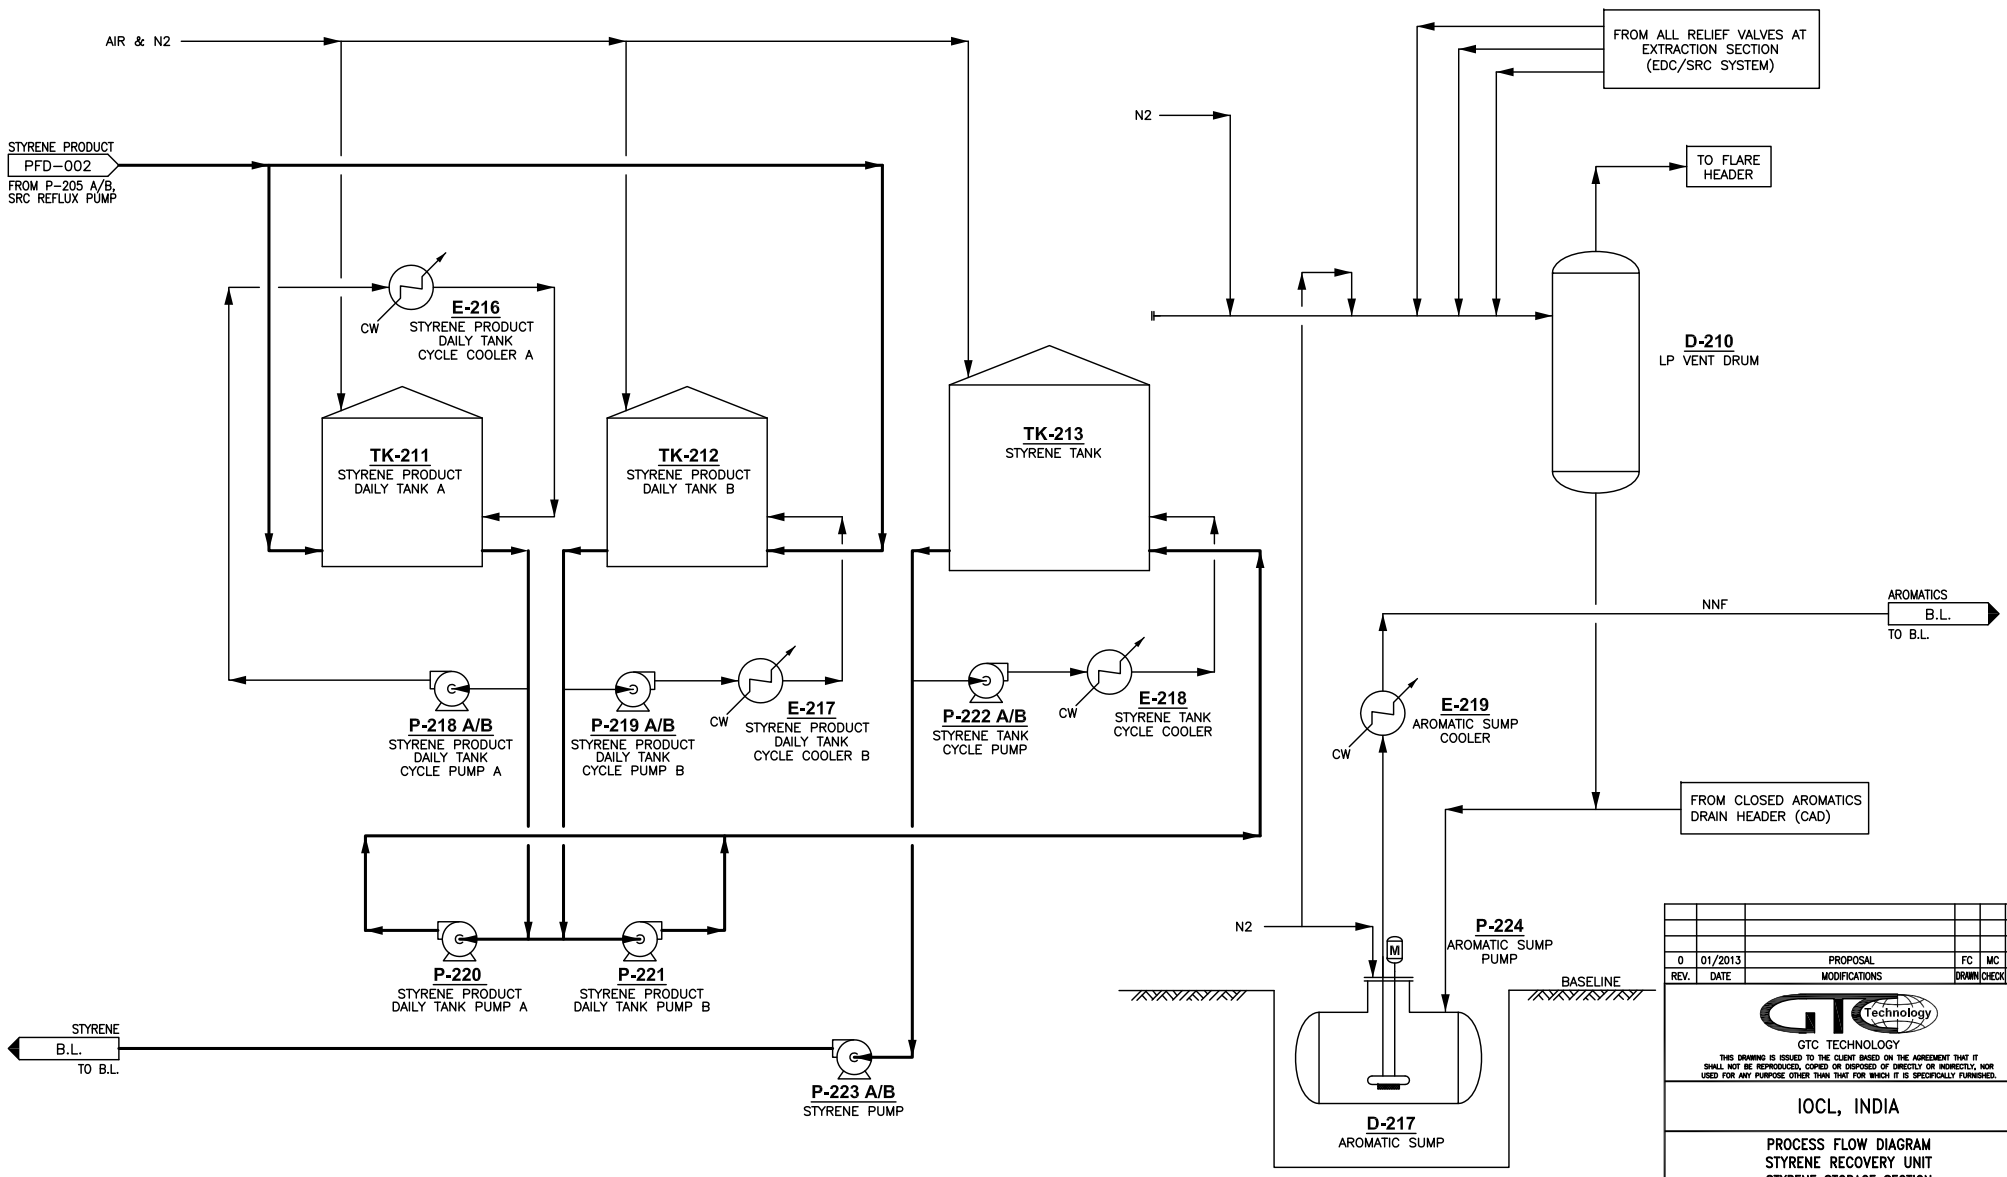 AIR & N2
FROM ALL RELIEF VALVES AT
EXTRACTION SECTION
(EDC/SRC SYSTEM)
N2
STYRENE PRODUCT
PFD-002
FROM P-205 A/B,
SRC REFLUX PUMP
TO FLARE
HEADER
CW
E-216
STYRENE PRODUCT
DAILY TANK
CYCLE COOLER A
D-210
LP VENT DRUM
TK-211
STYRENE PRODUCT
DAILY TANK A
TK-212
STYRENE PRODUCT
DAILY TANK B
TK-213
STYRENE TANK
NNF
AROMATICS
B.L.
TO B.L.
P-218 A/B
STYRENE PRODUCT
DAILY TANK
CYCLE PUMP A
P-219 A/B
STYRENE PRODUCT
DAILY TANK
CYCLE PUMP B
CW
E-217
STYRENE PRODUCT
DAILY TANK
CYCLE COOLER B
P-222 A/B
STYRENE TANK
CYCLE PUMP
CW
E-218
STYRENE TANK
CYCLE COOLER
E-219
AROMATIC SUMP
COOLER
CW
FROM CLOSED AROMATICS
DRAIN HEADER (CAD)
P-220
STYRENE PRODUCT
DAILY TANK PUMP A
P-221
STYRENE PRODUCT
DAILY TANK PUMP B
N2
M
P-224
AROMATIC SUMP
PUMP
BASELINE
STYRENE
B.L.
TO B.L.
P-223 A/B
STYRENE PUMP
D-217
AROMATIC SUMP
0 01/2013 PROPOSAL FC MC
REV. DATE MODIFICATIONS DRAWN CHECK
GTC Technology
GTC TECHNOLOGY
THIS DRAWING IS ISSUED TO THE CLIENT BASED ON THE AGREEMENT THAT IT
SHALL NOT BE REPRODUCED, COPIED OR DISPOSED OF DIRECTLY OR INDIRECTLY, NOR
USED FOR ANY PURPOSE OTHER THAN THAT FOR WHICH IT IS SPECIFICALLY FURNISHED.
IOCL, INDIA
PROCESS FLOW DIAGRAM
STYRENE RECOVERY UNIT
STYRENE STORAGE SECTION